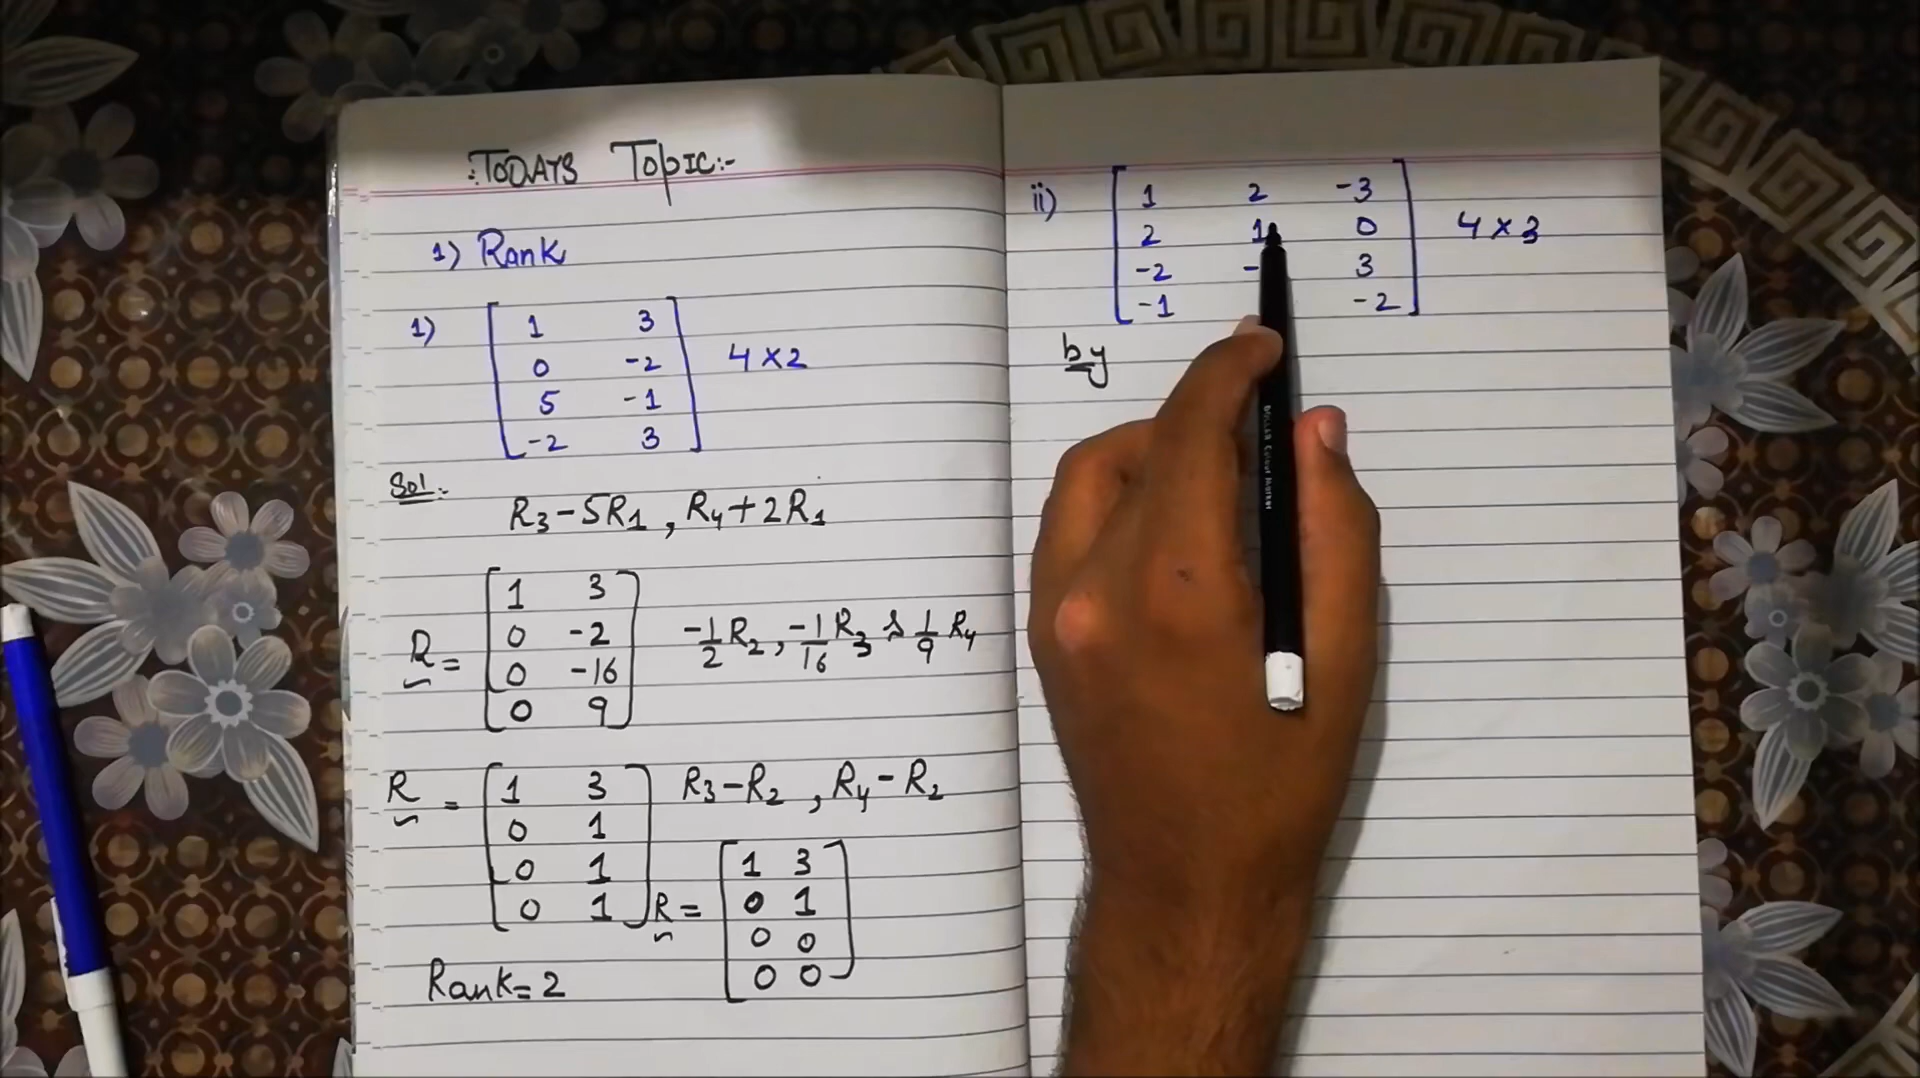 :TODAYS TOPIC:-
1) Rank
1) [ 1 3 ]
[ 0 -2 ] 4 × 2
[ 5 -1 ]
[ -2 3 ]
Sol:
R3 - 5R1 , R4 + 2R1
[ 1 3 ]
R = [ 0 -2 ] -1/2 R2 , -1/16 R3 & 1/9 R4
[ 0 -16 ]
[ 0 9 ]
R = [ 1 3 ] R3 - R2 , R4 - R2
[ 0 1 ]
[ 0 1 ]
[ 0 1 ]
R = [ 1 3 ]
[ 0 1 ]
[ 0 0 ]
[ 0 0 ]
Rank = 2
ii) [ 1 2 -3 ]
[ 2 1 0 ] 4 × 3
[ -2 - 3 ]
[ -1 -2 ]
by
DOLLAR Colour Marker